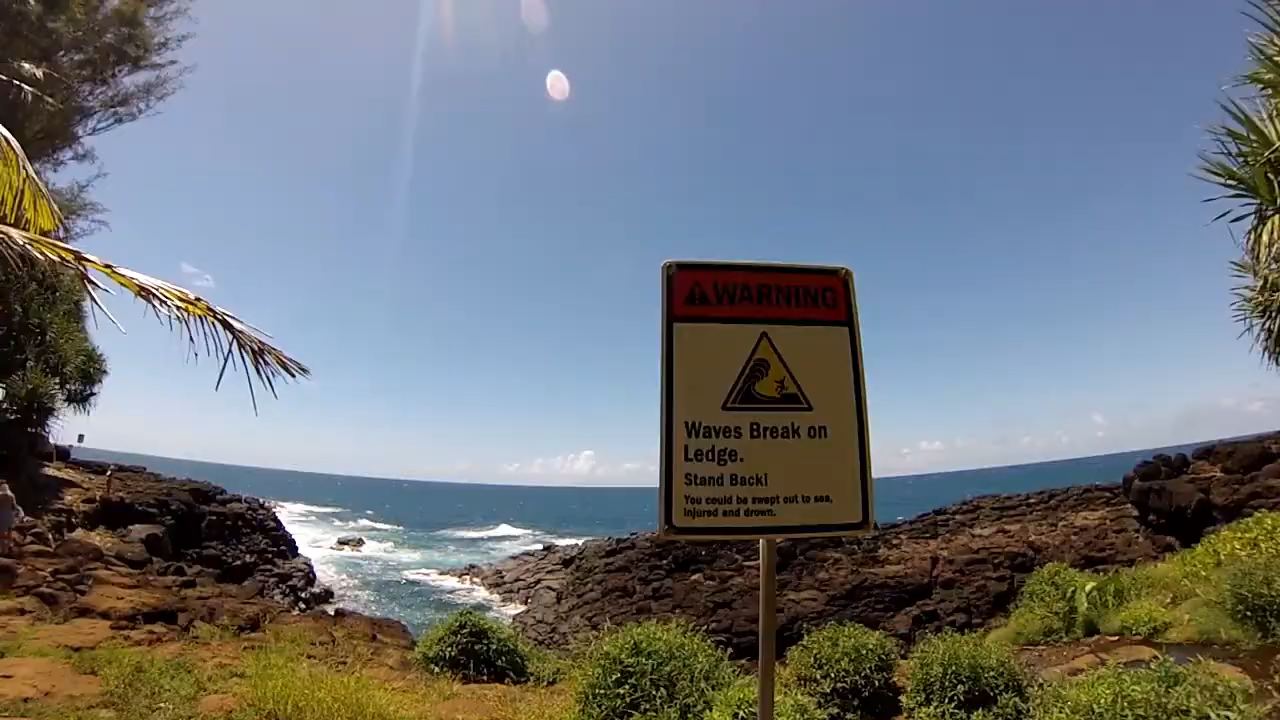 WARNING
Waves Break on
Ledge.
Stand Back!
You could be swept out to sea,
injured and drown.